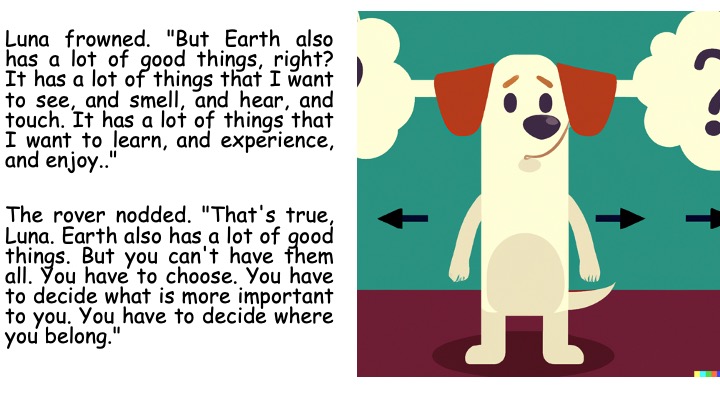 Luna frowned. "But Earth also
has a lot of good things, right?
It has a lot of things that I want
to see, and smell, and hear, and
touch. It has a lot of things that
I want to learn, and experience,
and enjoy.."
The rover nodded. "That's true,
Luna. Earth also has a lot of good
things. But you can't have them
all. You have to choose. You have
to decide what is more important
to you. You have to decide where
you belong."
?